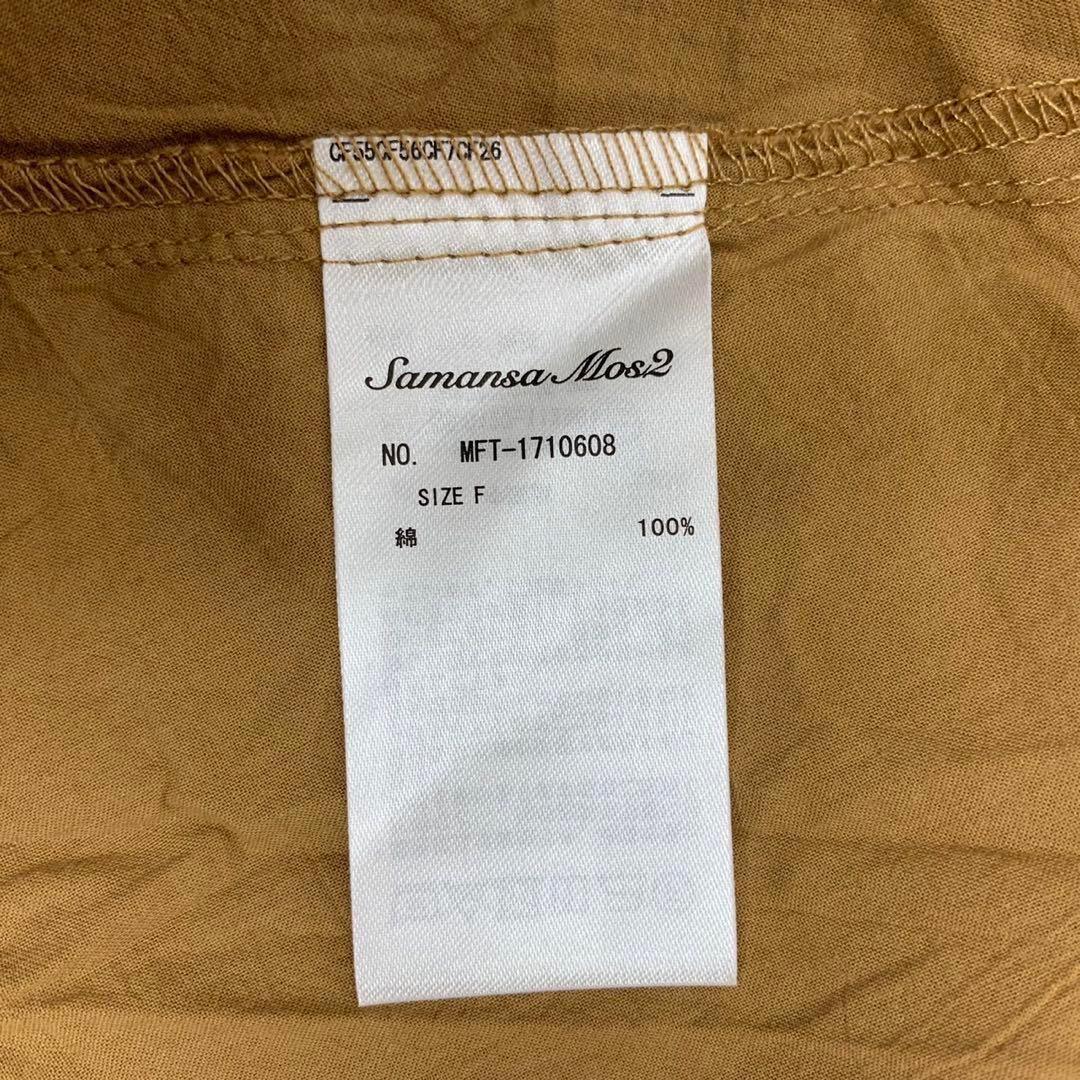 CF55CF56CF7CF26
Samansa Mos2
NO. MFT-1710608
SIZE F
綿 100%